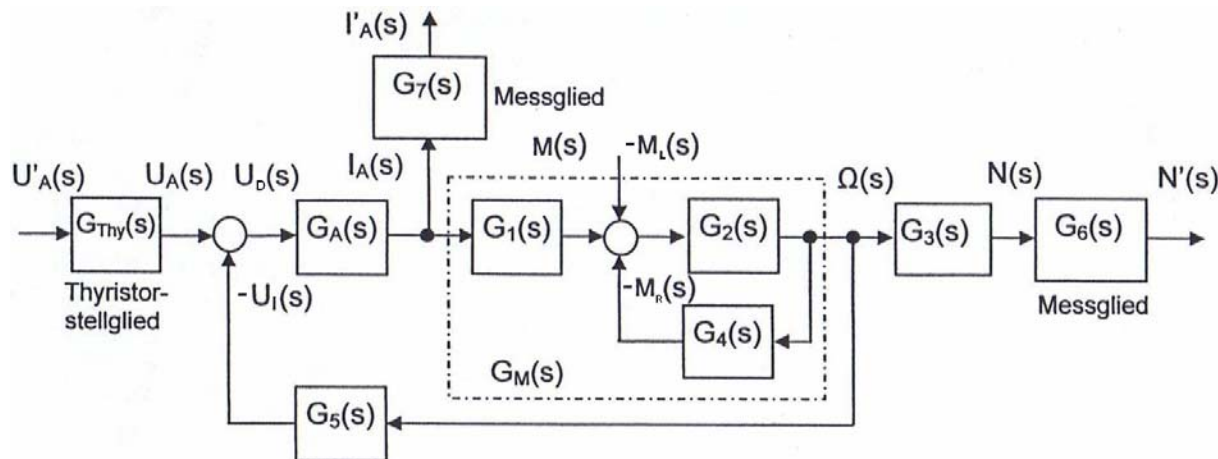 I'A(s)
G7(s)
Messglied
M(s)
-ML(s)
U'A(s)
UA(s)
UD(s)
IA(s)
Ω(s)
N(s)
N'(s)
GThy(s)
GA(s)
G1(s)
G2(s)
G3(s)
G6(s)
Thyristor-
stellglied
-UI(s)
-MR(s)
Messglied
G4(s)
GM(s)
G5(s)